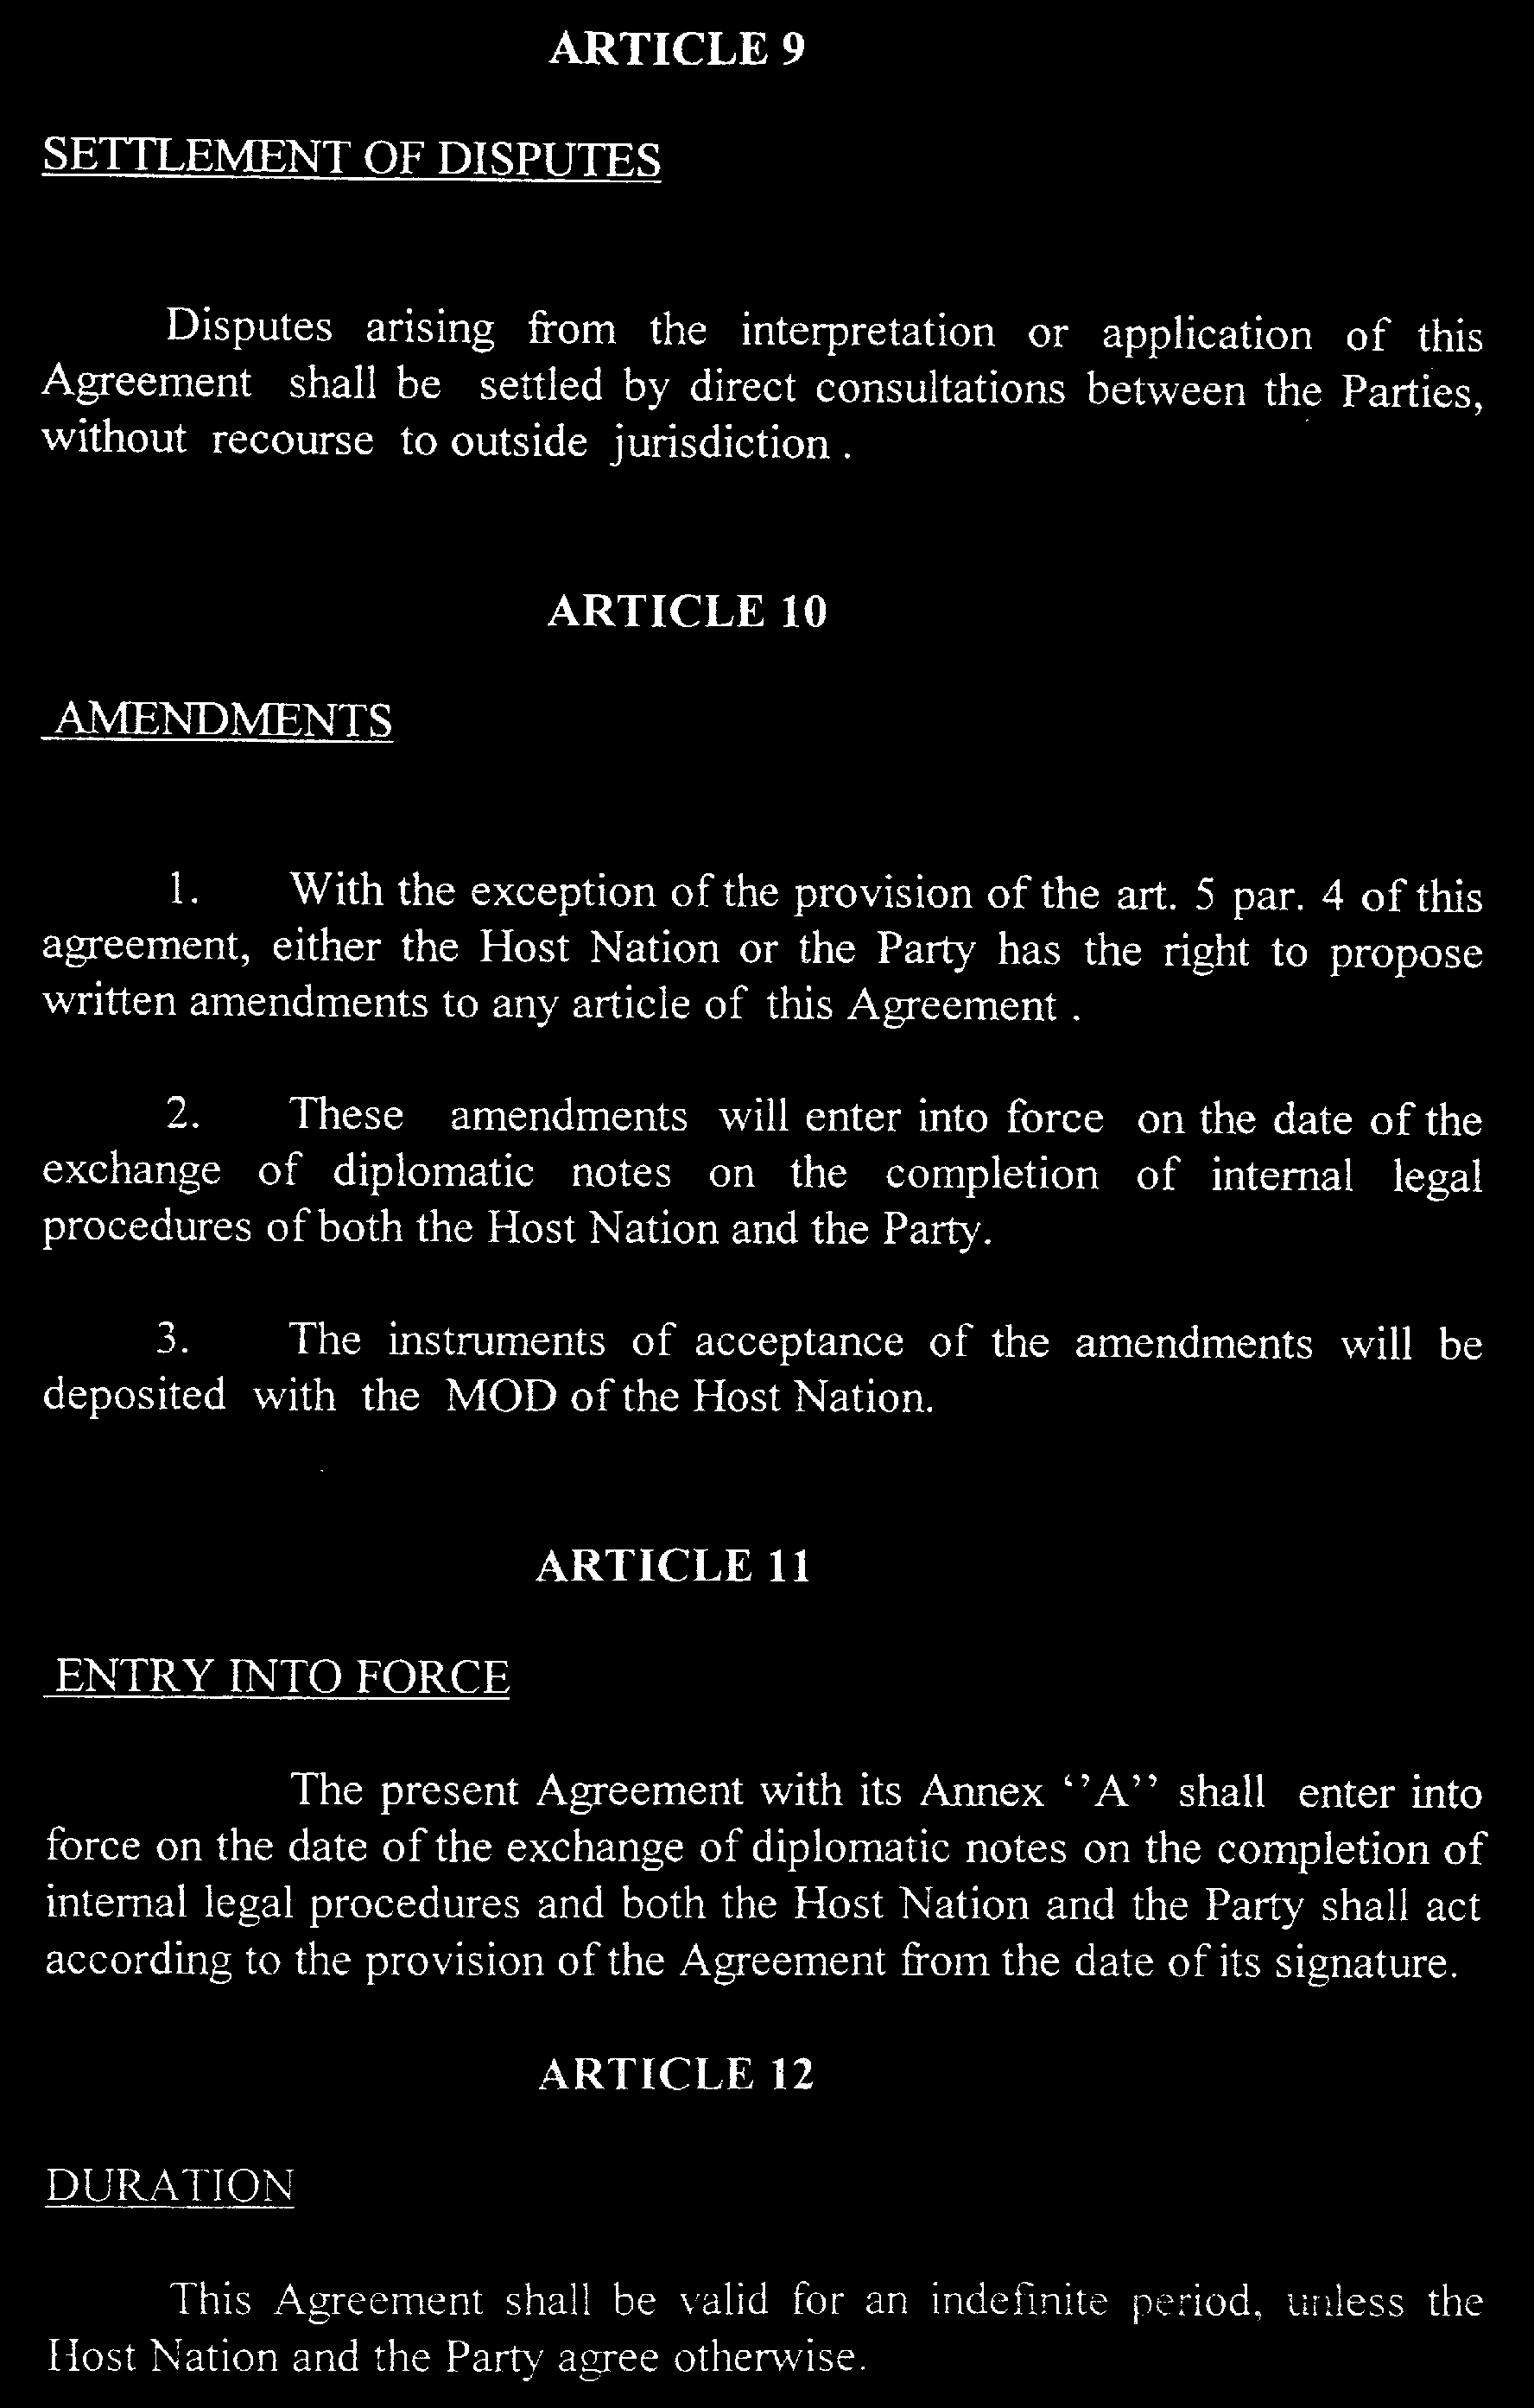 ARTICLE 9
SETTLEMENT OF DISPUTES
Disputes arising from the interpretation or application of this
Agreement shall be settled by direct consultations between the Parties,
without recourse to outside jurisdiction .
ARTICLE 10
AMENDMENTS
1. With the exception of the provision of the art. 5 par. 4 of this
agreement, either the Host Nation or the Party has the right to propose
written amendments to any article of this Agreement .
2. These amendments will enter into force on the date of the
exchange of diplomatic notes on the completion of internal legal
procedures of both the Host Nation and the Party.
3. The instruments of acceptance of the amendments will be
deposited with the MOD of the Host Nation.
ARTICLE 11
ENTRY INTO FORCE
The present Agreement with its Annex ‘’A’’ shall enter into
force on the date of the exchange of diplomatic notes on the completion of
internal legal procedures and both the Host Nation and the Party shall act
according to the provision of the Agreement from the date of its signature.
ARTICLE 12
DURATION
This Agreement shall be valid for an indefinite period, unless the
Host Nation and the Party agree otherwise.